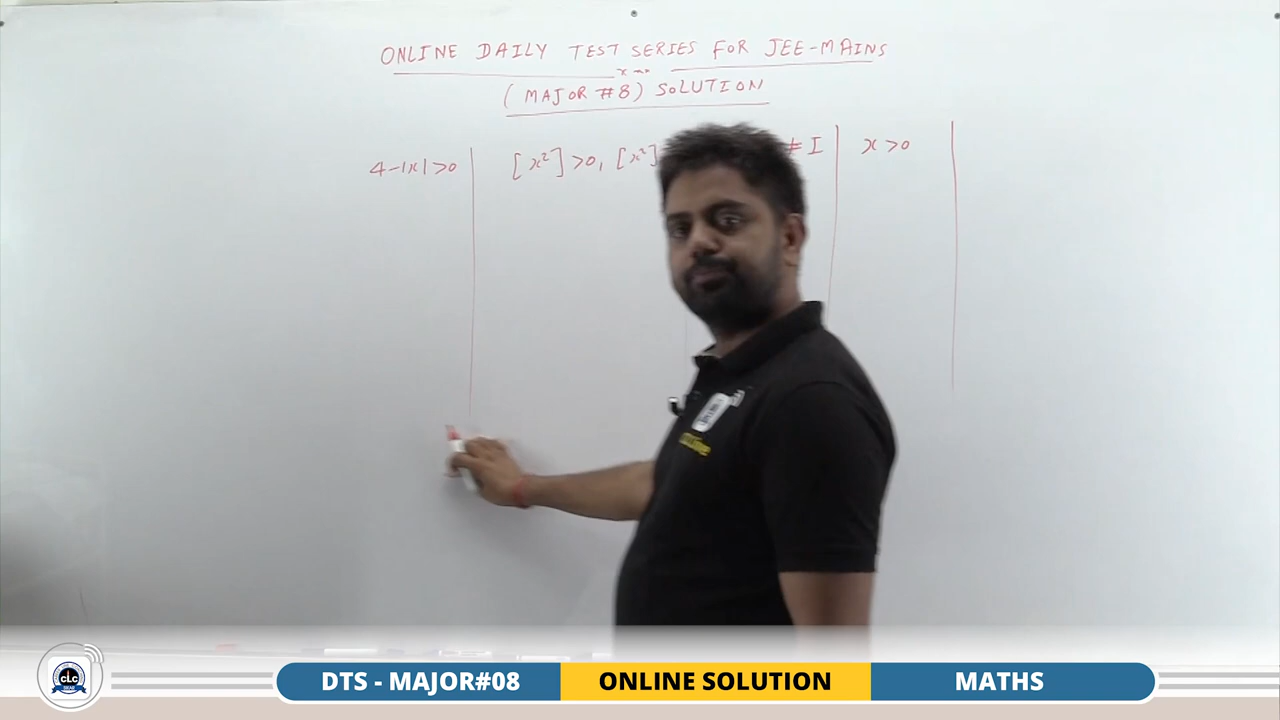 ONLINE DAILY TEST SERIES FOR JEE-MAINS
(MAJOR #8) SOLUTION
4-|x|>0
[x²]>0, [x²] ≠ I
x>0
CLC
DTS - MAJOR#08
ONLINE SOLUTION
MATHS